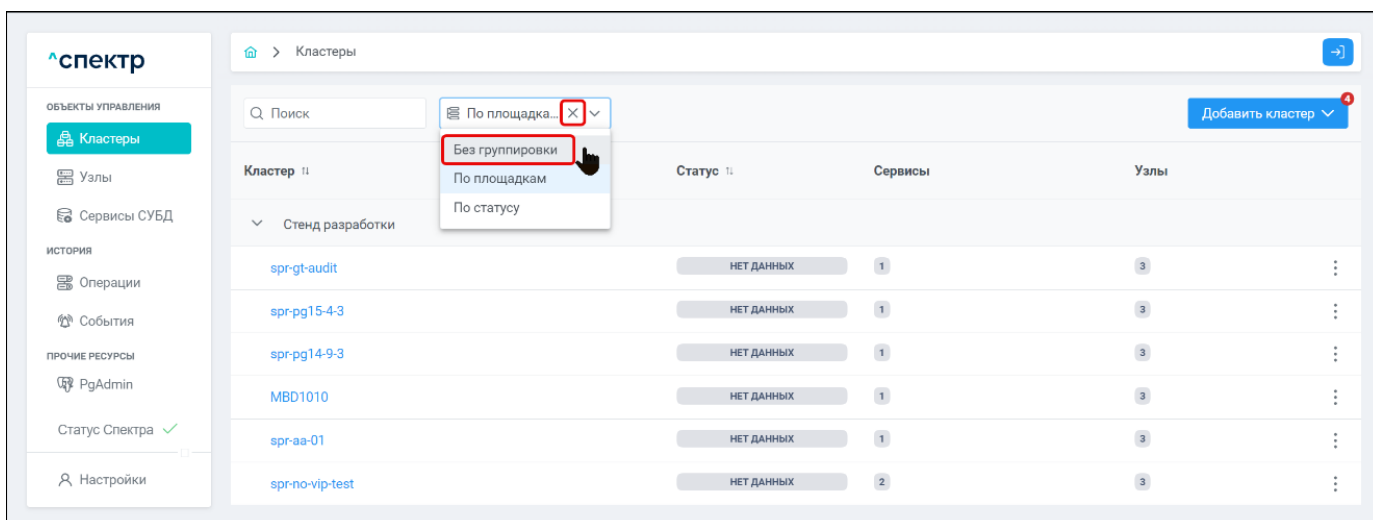 ^спектр
ОБЪЕКТЫ УПРАВЛЕНИЯ
Кластеры
Узлы
Сервисы СУБД
ИСТОРИЯ
Операции
События
ПРОЧИЕ РЕСУРСЫ
PgAdmin
Статус Спектра
Настройки
> Кластеры
Поиск
По площадка...
Добавить кластер
4
Без группировки
По площадкам
По статусу
Кластер Статус Сервисы Узлы
Стенд разработки
spr-gt-audit НЕТ ДАННЫХ 1 3
spr-pg15-4-3 НЕТ ДАННЫХ 1 3
spr-pg14-9-3 НЕТ ДАННЫХ 1 3
MBD1010 НЕТ ДАННЫХ 1 3
spr-aa-01 НЕТ ДАННЫХ 1 3
spr-no-vip-test НЕТ ДАННЫХ 2 3